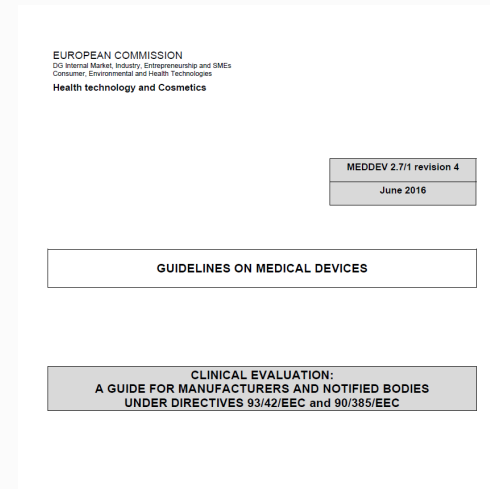 EUROPEAN COMMISSION
DG Internal Market, Industry, Entrepreneurship and SMEs
Consumer, Environmental and Health Technologies
Health technology and Cosmetics
MEDDEV 2.7/1 revision 4
June 2016
GUIDELINES ON MEDICAL DEVICES
CLINICAL EVALUATION:
A GUIDE FOR MANUFACTURERS AND NOTIFIED BODIES
UNDER DIRECTIVES 93/42/EEC and 90/385/EEC